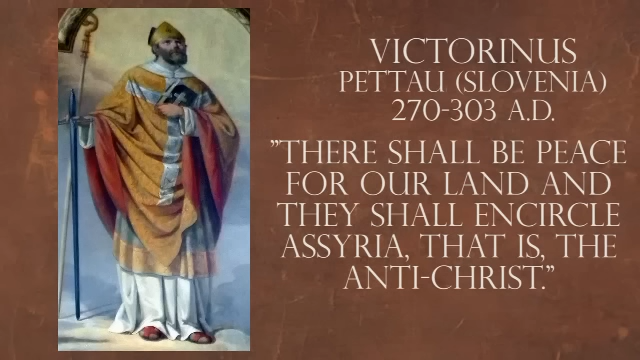 VICTORINUS
PETTAU (SLOVENIA)
270-303 A.D.
"THERE SHALL BE PEACE
FOR OUR LAND AND
THEY SHALL ENCIRCLE
ASSYRIA, THAT IS, THE
ANTI-CHRIST."